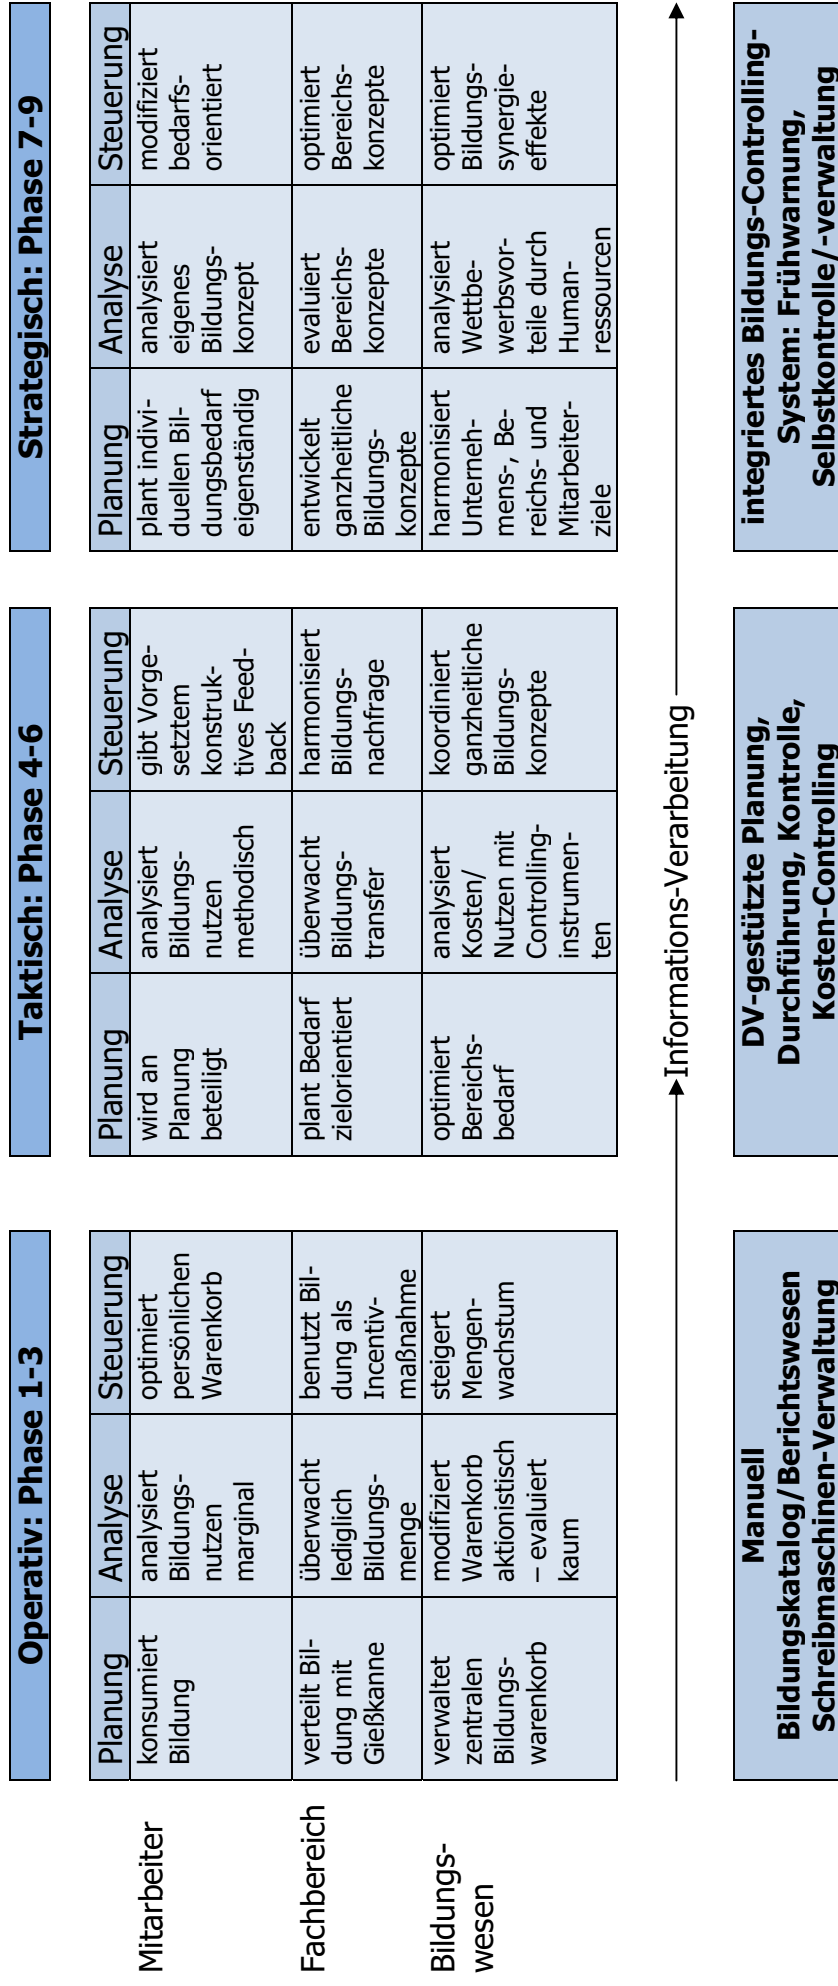 Operativ: Phase 1-3
Taktisch: Phase 4-6
Strategisch: Phase 7-9
Planung
Analyse
Steuerung
Planung
Analyse
Steuerung
Planung
Analyse
Steuerung
Mitarbeiter
konsumiert
Bildung
analysiert
Bildungs-
nutzen
marginal
optimiert
persönlichen
Warenkorb
wird an
Planung
beteiligt
analysiert
Bildungs-
nutzen
methodisch
gibt Vorge-
setztem
konstruk-
tives Feed-
back
plant indivi-
duellen Bil-
dungsbedarf
eigenständig
analysiert
eigenes
Bildungs-
konzept
modifiziert
bedarfs-
orientiert
Fachbereich
verteilt Bil-
dung mit
Gießkanne
überwacht
lediglich
Bildungs-
menge
benutzt Bil-
dung als
Incentiv-
maßnahme
plant Bedarf
zielorientiert
überwacht
Bildungs-
transfer
harmonisiert
Bildungs-
nachfrage
entwickelt
ganzheitliche
Bildungs-
konzepte
evaluiert
Bereichs-
konzepte
optimiert
Bereichs-
konzepte
Bildungs-
wesen
verwaltet
zentralen
Bildungs-
warenkorb
modifiziert
Warenkorb
aktionistisch
– evaluiert
kaum
steigert
Mengen-
wachstum
optimiert
Bereichs-
bedarf
analysiert
Kosten/
Nutzen mit
Controlling-
instrumen-
ten
koordiniert
ganzheitliche
Bildungs-
konzepte
harmonisiert
Unterneh-
mens-, Be-
reichs- und
Mitarbeiter-
ziele
analysiert
Wettbe-
werbsvor-
teile durch
Human-
ressourcen
optimiert
Bildungs-
synergie-
effekte
Informations-Verarbeitung
Manuell
Bildungskatalog/Berichtswesen
Schreibmaschinen-Verwaltung
DV-gestützte Planung,
Durchführung, Kontrolle,
Kosten-Controlling
integriertes Bildungs-Controlling-
System: Frühwarnung,
Selbstkontrolle/-verwaltung